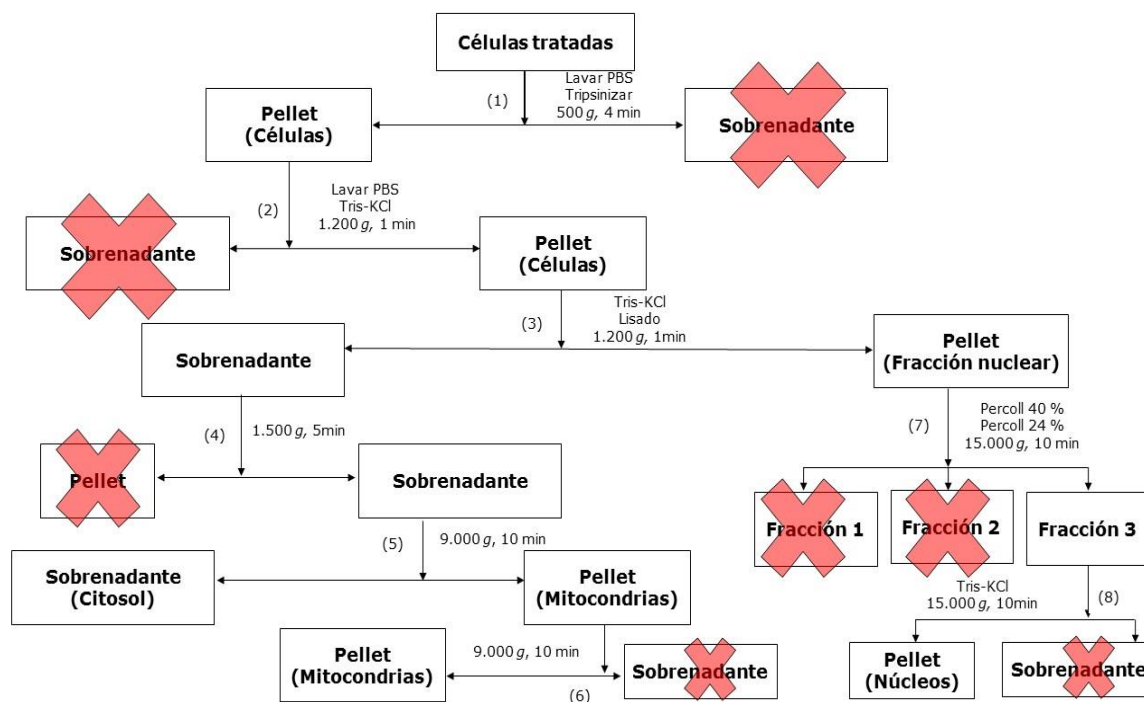 Células tratadas
Lavar PBS
Tripsinizar
500 g, 4 min
(1)
Pellet
(Células)
Sobrenadante
Lavar PBS
Tris-KCl
1.200 g, 1 min
(2)
Sobrenadante
Pellet
(Células)
Tris-KCl
Lisado
1.200 g, 1min
(3)
Sobrenadante
Pellet
(Fracción nuclear)
(4)
1.500 g, 5min
(7)
Percoll 40 %
Percoll 24 %
15.000 g, 10 min
Pellet
Sobrenadante
Fracción 1
Fracción 2
Fracción 3
(5)
9.000 g, 10 min
Sobrenadante
(Citosol)
Pellet
(Mitocondrias)
Tris-KCl
15.000 g, 10min
(8)
Pellet
(Mitocondrias)
9.000 g, 10 min
(6)
Sobrenadante
Pellet
(Núcleos)
Sobrenadante